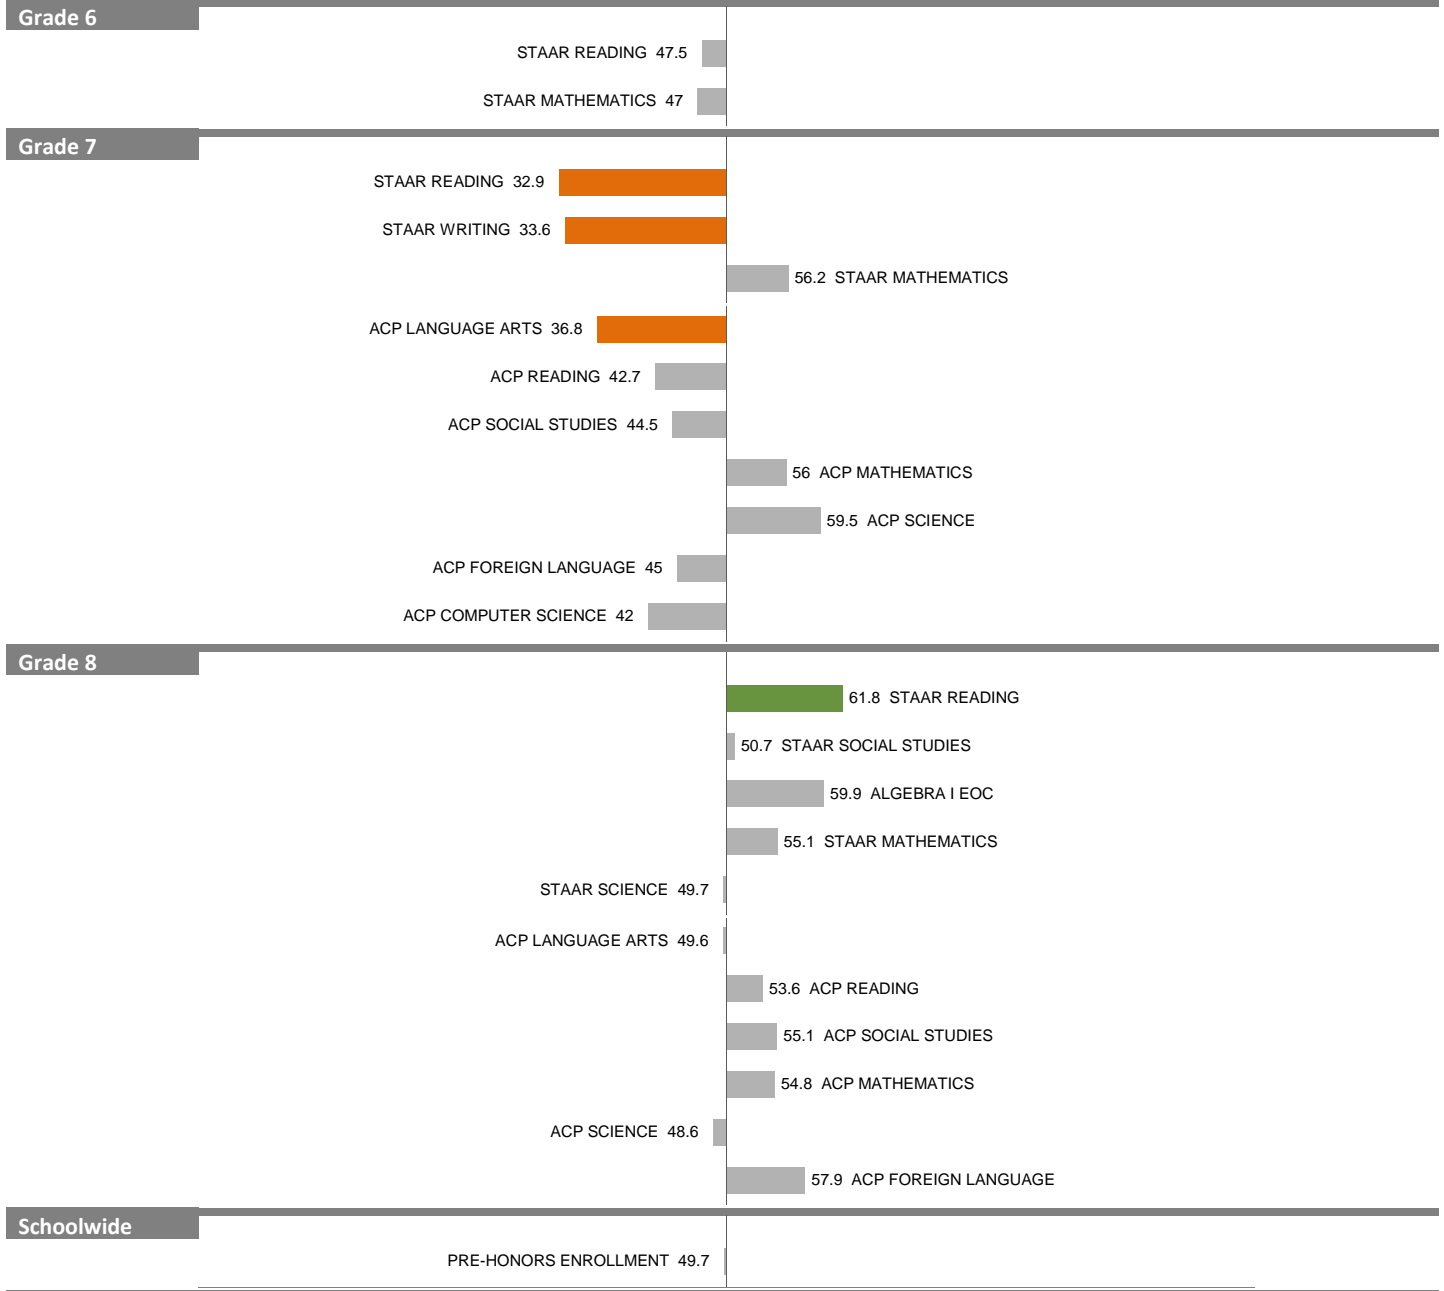 Grade 6
STAAR READING 47.5
STAAR MATHEMATICS 47
Grade 7
STAAR READING 32.9
STAAR WRITING 33.6
56.2 STAAR MATHEMATICS
ACP LANGUAGE ARTS 36.8
ACP READING 42.7
ACP SOCIAL STUDIES 44.5
56 ACP MATHEMATICS
59.5 ACP SCIENCE
ACP FOREIGN LANGUAGE 45
ACP COMPUTER SCIENCE 42
Grade 8
61.8 STAAR READING
50.7 STAAR SOCIAL STUDIES
59.9 ALGEBRA I EOC
55.1 STAAR MATHEMATICS
STAAR SCIENCE 49.7
ACP LANGUAGE ARTS 49.6
53.6 ACP READING
55.1 ACP SOCIAL STUDIES
54.8 ACP MATHEMATICS
ACP SCIENCE 48.6
57.9 ACP FOREIGN LANGUAGE
Schoolwide
PRE-HONORS ENROLLMENT 49.7